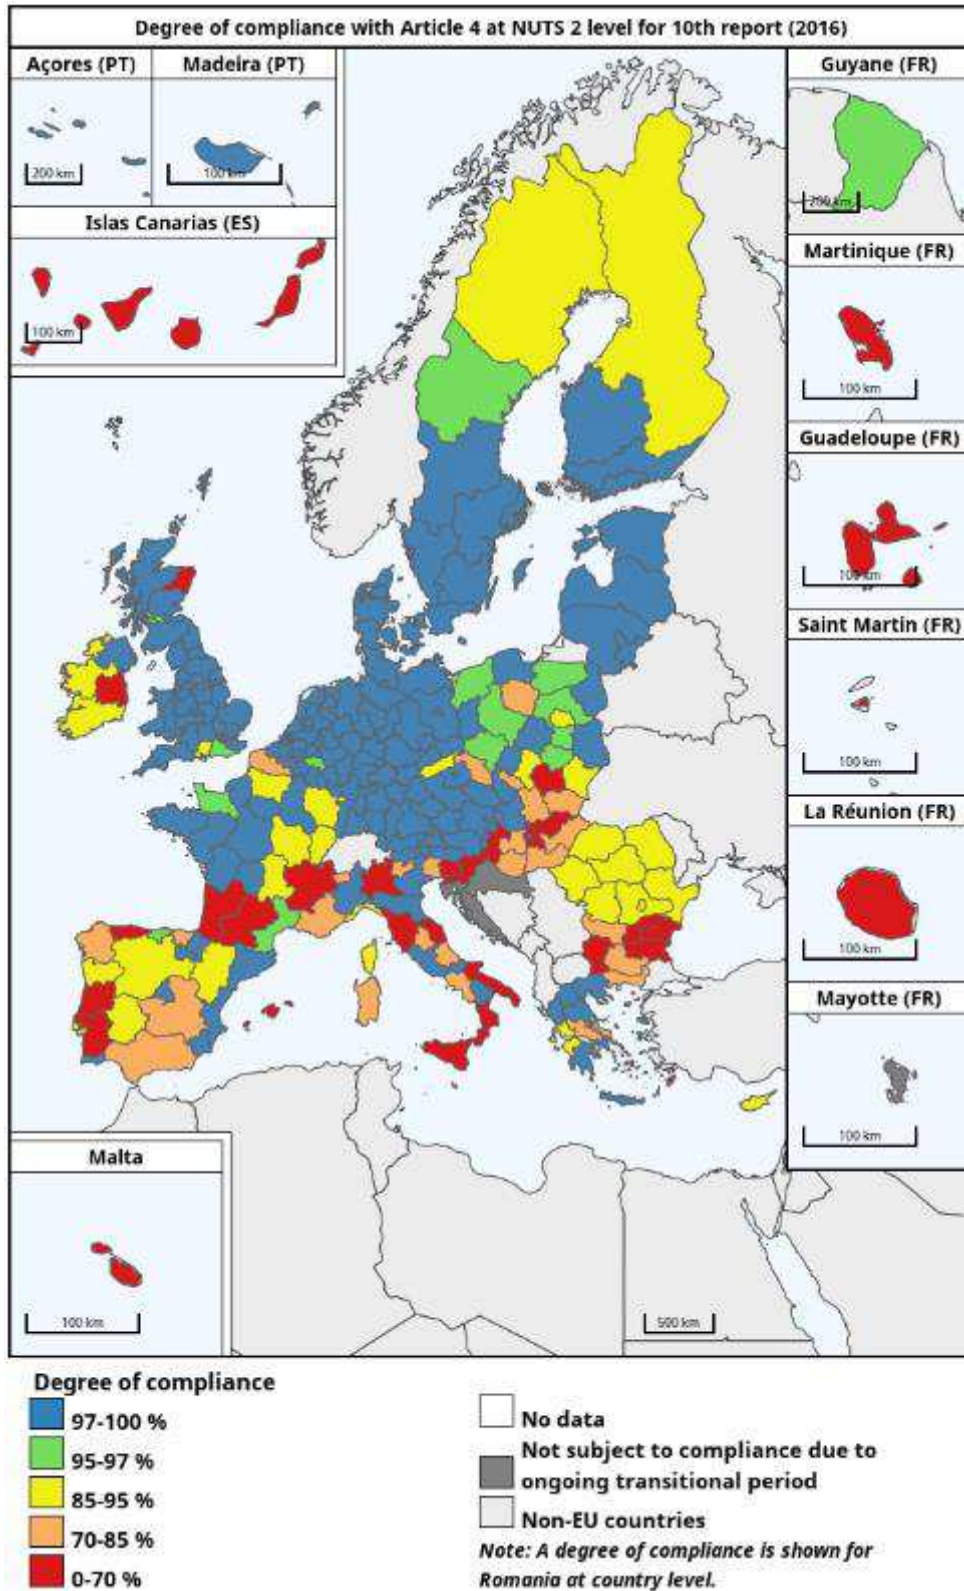 Degree of compliance with Article 4 at NUTS 2 level for 10th report (2016)
Açores (PT)
Madeira (PT)
200 km
100 km
Islas Canarias (ES)
100 km
Guyane (FR)
200 km
Martinique (FR)
100 km
Guadeloupe (FR)
100 km
Saint Martin (FR)
100 km
La Réunion (FR)
100 km
Mayotte (FR)
100 km
Malta
100 km
500 km
Degree of compliance
97-100 %
95-97 %
85-95 %
70-85 %
0-70 %
No data
Not subject to compliance due to
ongoing transitional period
Non-EU countries
Note: A degree of compliance is shown for
Romania at country level.